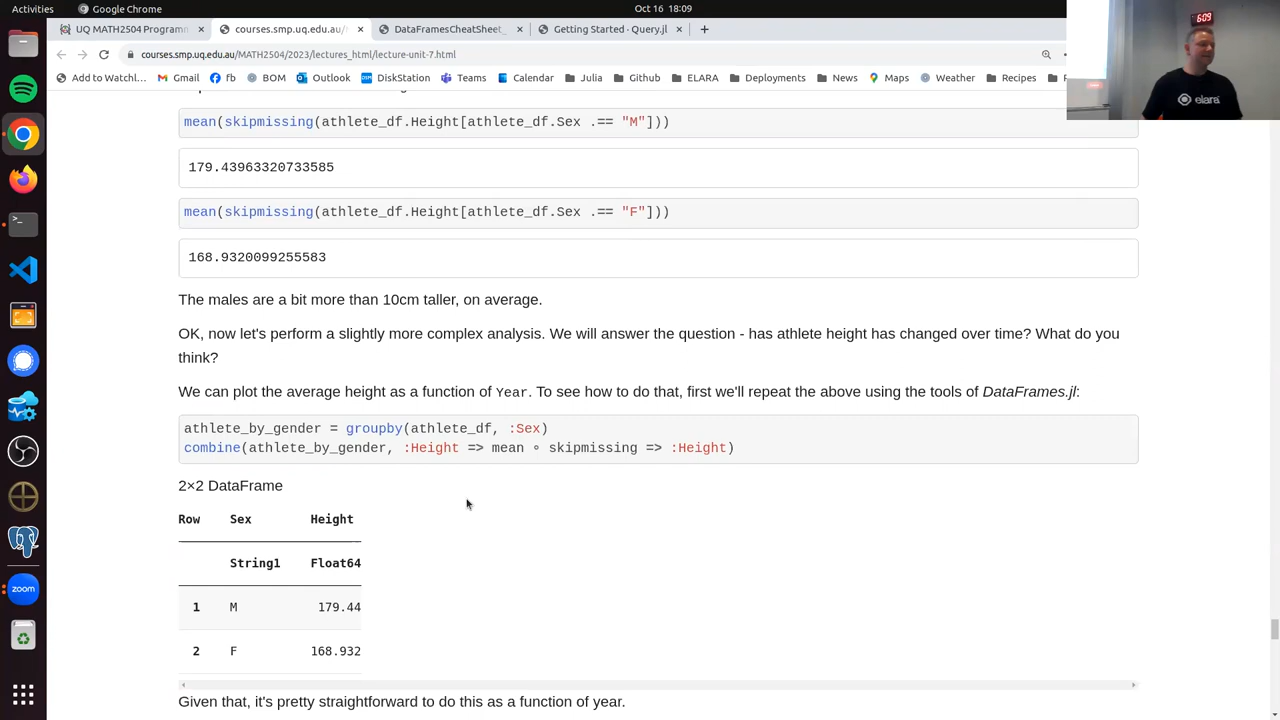 Activities
Google Chrome
Oct 16 18:09
UQ MATH2504 Program
courses.smp.uq.edu.au/
DataFramesCheatSheet_
Getting Started · Query.jl
courses.smp.uq.edu.au/MATH2504/2023/lectures_html/lecture-unit-7.html
Add to Watchl...
Gmail
fb
BOM
Outlook
DiskStation
Teams
Calendar
Julia
Github
ELARA
Deployments
News
Maps
Weather
Recipes
6:09
elara
mean(skipmissing(athlete_df.Height[athlete_df.Sex .== "M"]))
179.43963320733585
mean(skipmissing(athlete_df.Height[athlete_df.Sex .== "F"]))
168.9320099255583
The males are a bit more than 10cm taller, on average.
OK, now let's perform a slightly more complex analysis. We will answer the question - has athlete height has changed over time? What do you
think?
We can plot the average height as a function of Year. To see how to do that, first we'll repeat the above using the tools of DataFrames.jl:
athlete_by_gender = groupby(athlete_df, :Sex)
combine(athlete_by_gender, :Height => mean ∘ skipmissing => :Height)
2×2 DataFrame
Row Sex Height
String1 Float64
1 M 179.44
2 F 168.932
Given that, it's pretty straightforward to do this as a function of year.
zoom